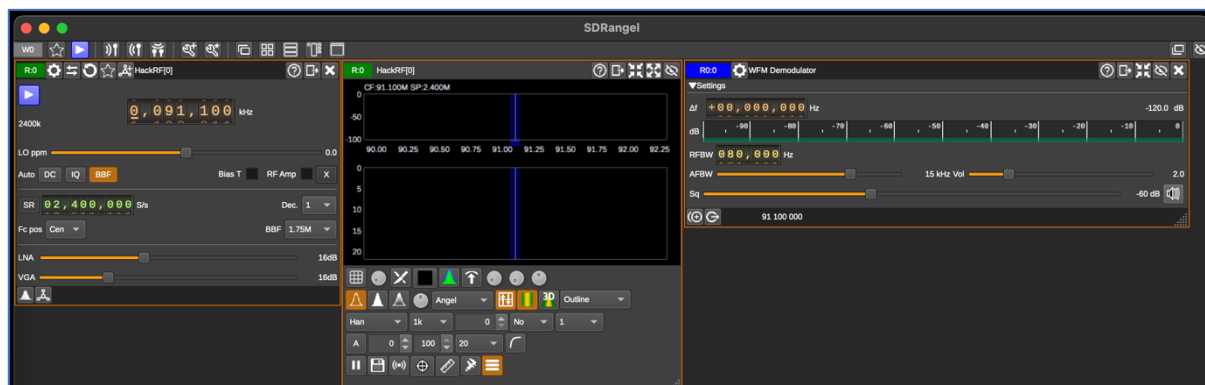 SDRangel
W0
R:0 HackRF[0]
2400k 0,091,100 kHz
LO ppm 0.0
Auto DC IQ BBF Bias T RF Amp X
SR 02,400,000 S/s Dec. 1
Fc pos Cen BBF 1.75M
LNA 16dB
VGA 16dB
R:0 HackRF[0]
CF:91.100M SP:2.400M
0
-50
-100
90.00 90.25 90.50 90.75 91.00 91.25 91.50 91.75 92.00 92.25
0
5
10
15
20
Angel 3D Outline
Han 1k 0 No 1
A 0 100 20
R0:0 WFM Demodulator
Settings
Δf +00,000,000 Hz -120.0 dB
dB -90 -80 -70 -60 -50 -40 -30 -20 -10 0
RFBW 080,000 Hz
AFBW 15 kHz Vol 2.0
Sq -60 dB
91 100 000